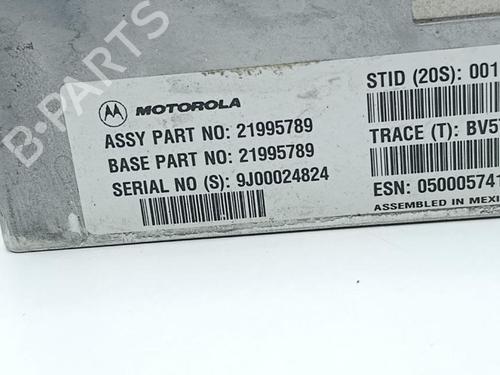 B-PARTS
MOTOROLA
ASSY PART NO: 21995789
BASE PART NO: 21995789
SERIAL NO (S): 9J00024824
STID (20S): 001
TRACE (T): BV5
ESN: 050005741
ASSEMBLED IN MEXI